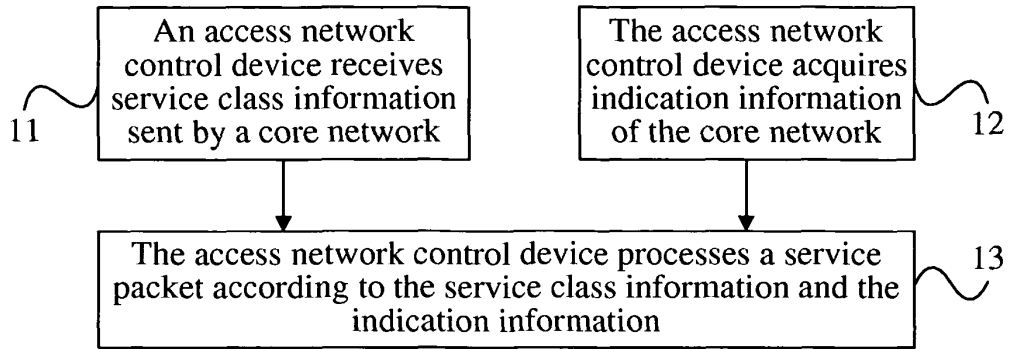 An access network
control device receives
service class information
sent by a core network
11
The access network
control device acquires
indication information
of the core network
12
The access network control device processes a service
packet according to the service class information and the
indication information
13